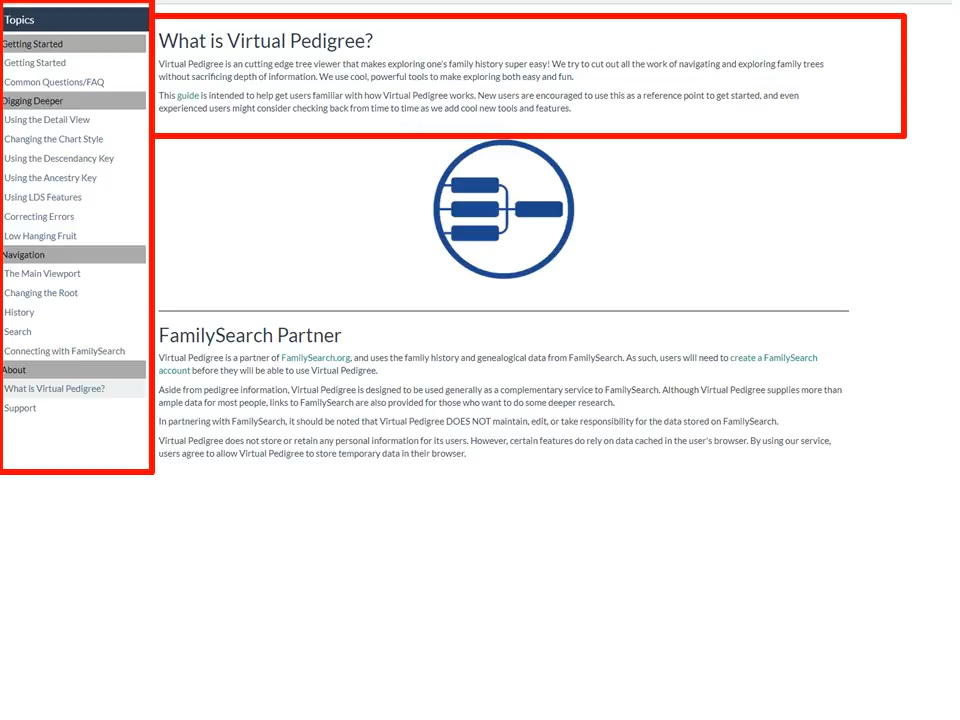 Topics
Getting Started
Getting Started
Common Questions/FAQ
Digging Deeper
Using the Detail View
Changing the Chart Style
Using the Descendancy Key
Using the Ancestry Key
Using LDS Features
Correcting Errors
Low Hanging Fruit
Navigation
The Main Viewport
Changing the Root
History
Search
Connecting with FamilySearch
About
What is Virtual Pedigree?
Support
What is Virtual Pedigree?
Virtual Pedigree is an cutting edge tree viewer that makes exploring one's family history super easy! We try to cut out all the work of navigating and exploring family trees
without sacrificing depth of information. We use cool, powerful tools to make exploring both easy and fun.
This guide is intended to help get users familiar with how Virtual Pedigree works. New users are encouraged to use this as a reference point to get started, and even
experienced users might consider checking back from time to time as we add cool new tools and features.
FamilySearch Partner
Virtual Pedigree is a partner of FamilySearch.org, and uses the family history and genealogical data from FamilySearch. As such, users will need to create a FamilySearch
account before they will be able to use Virtual Pedigree.
Aside from pedigree information, Virtual Pedigree is designed to be used generally as a complementary service to FamilySearch. Although Virtual Pedigree supplies more than
ample data for most people, links to FamilySearch are also provided for those who want to do some deeper research.
In partnering with FamilySearch, it should be noted that Virtual Pedigree DOES NOT maintain, edit, or take responsibility for the data stored on FamilySearch.
Virtual Pedigree does not store or retain any personal information for its users. However, certain features do rely on data cached in the user's browser. By using our service,
users agree to allow Virtual Pedigree to store temporary data in their browser.